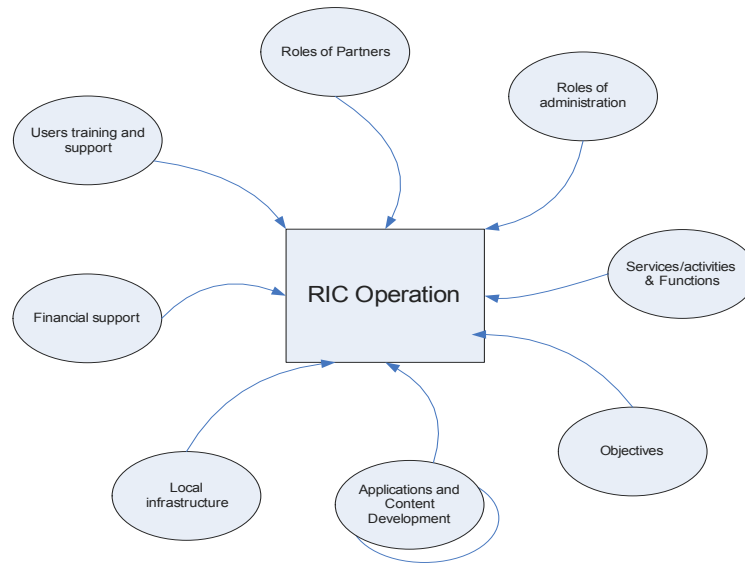 Roles of Partners
Roles of
administration
Users training and
support
RIC Operation
Services/activities
& Functions
Financial support
Objectives
Local
infrastructure
Applications and
Content
Development